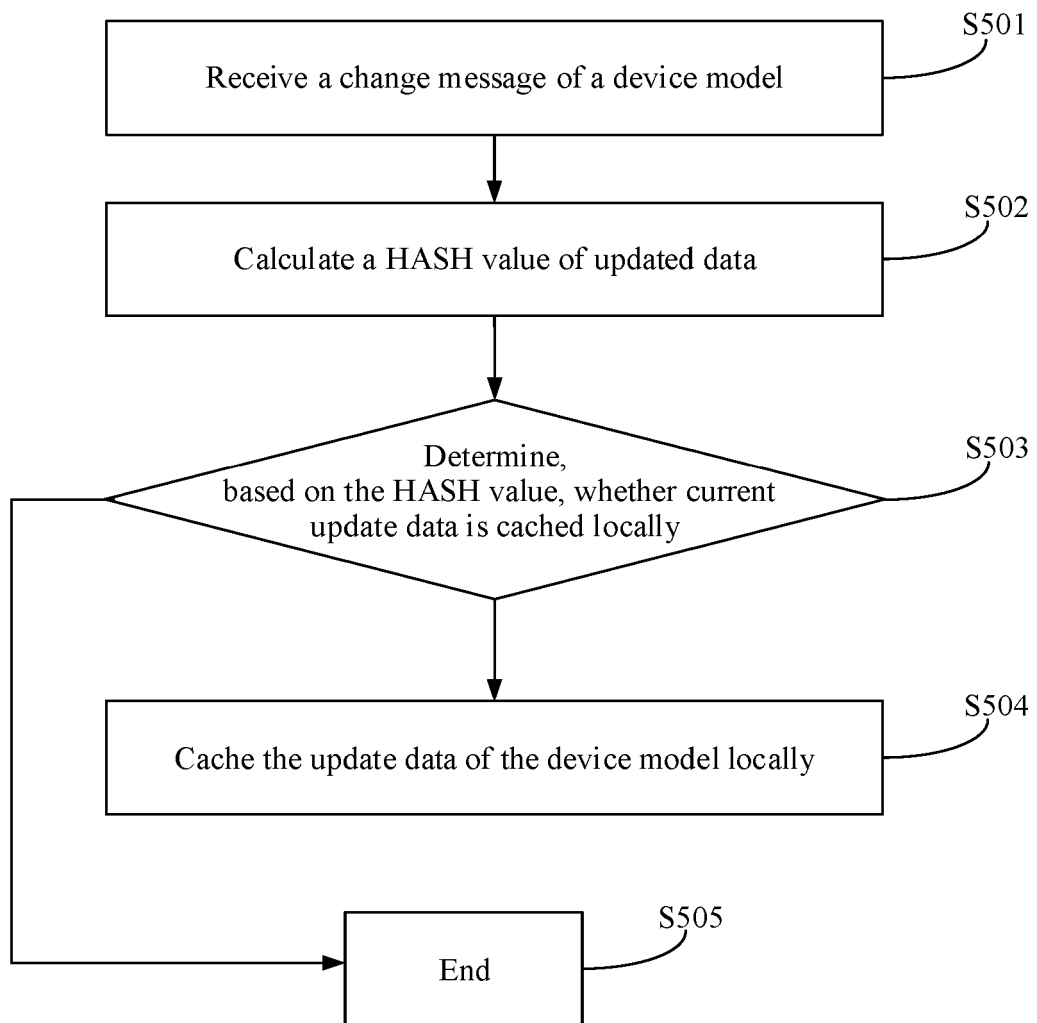 S501
Receive a change message of a device model
S502
Calculate a HASH value of updated data
S503
Determine,
based on the HASH value, whether current
update data is cached locally
S504
Cache the update data of the device model locally
S505
End